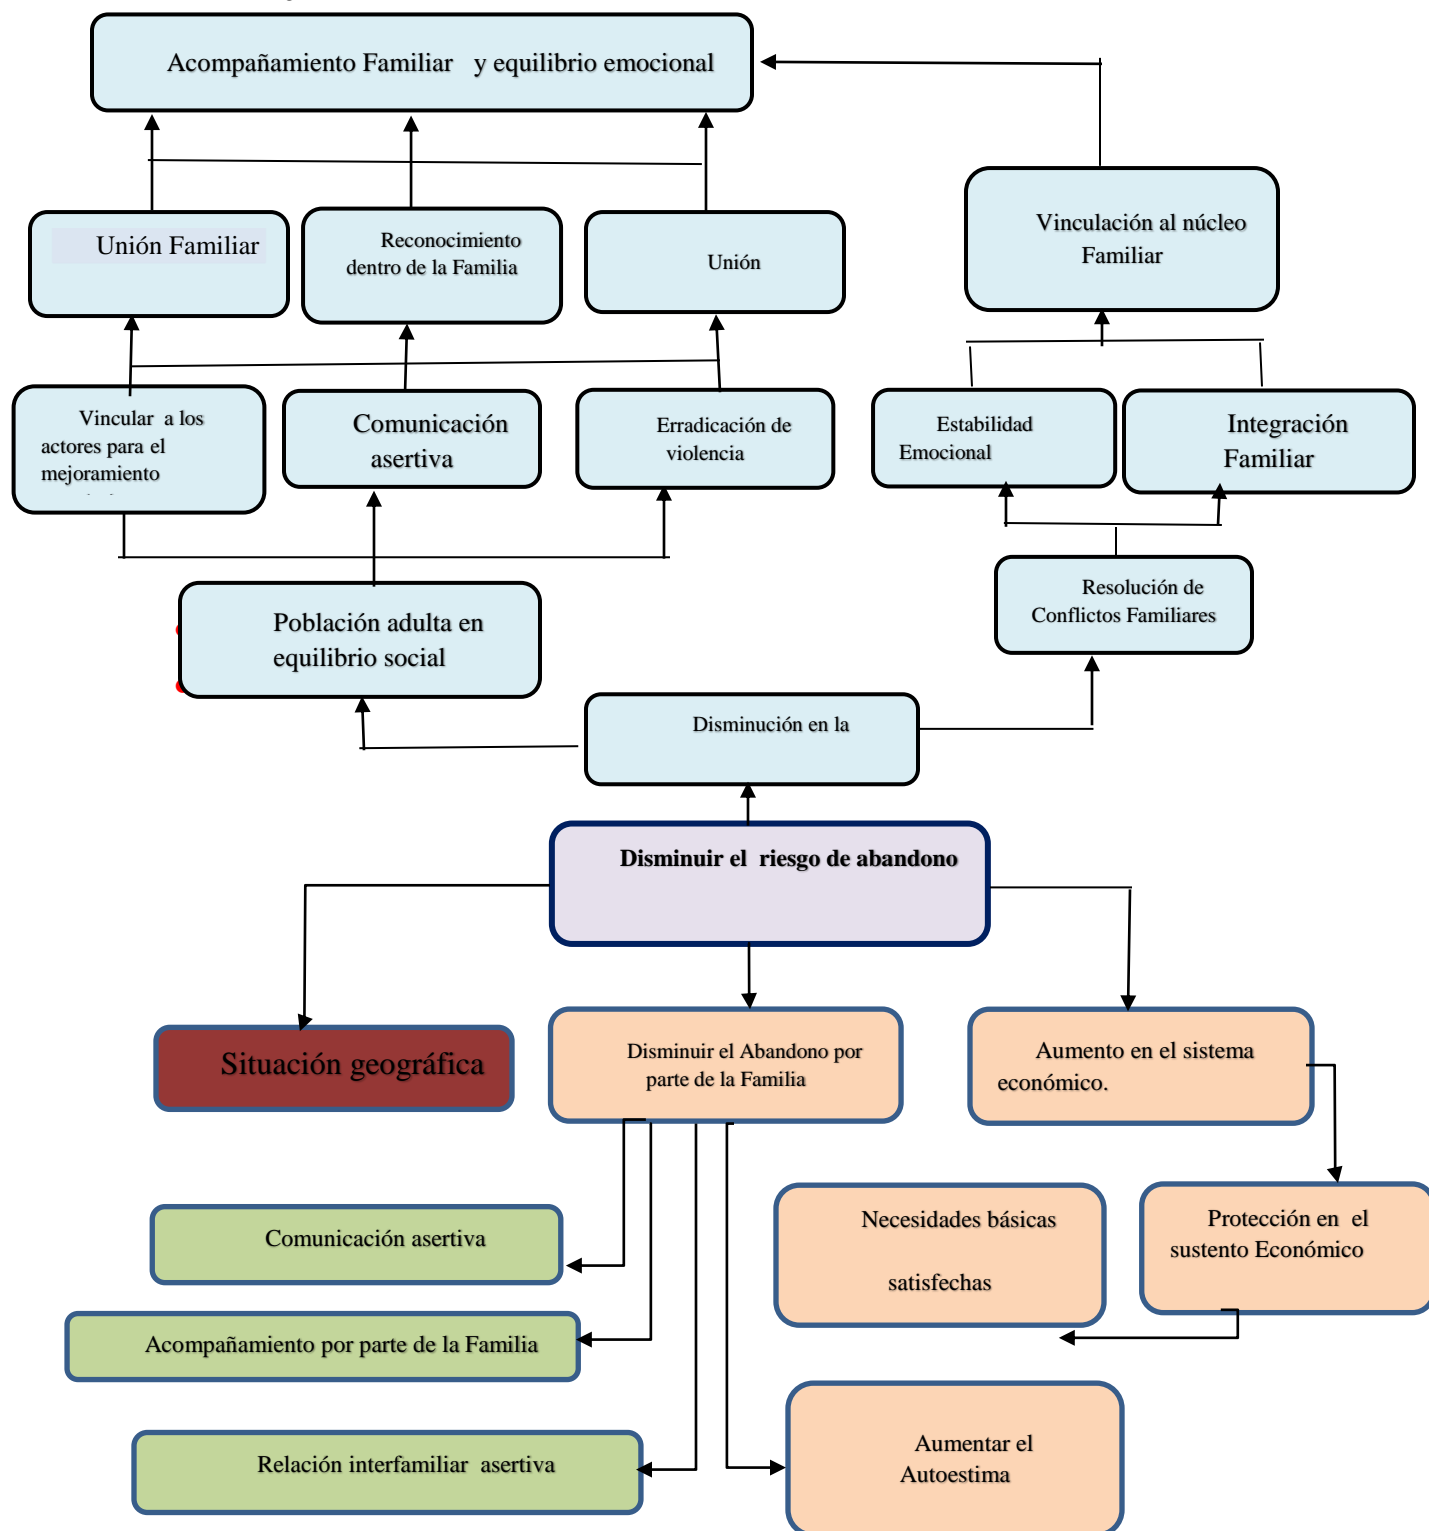 Acompañamiento Familiar y equilibrio emocional
Unión Familiar
Reconocimiento
dentro de la Familia
Unión
Vinculación al núcleo
Familiar
Vincular a los
actores para el
mejoramiento
Comunicación
asertiva
Erradicación de
violencia
Estabilidad
Emocional
Integración
Familiar
Población adulta en
equilibrio social
Resolución de
Conflictos Familiares
Disminución en la
Disminuir el riesgo de abandono
Situación geográfica
Disminuir el Abandono por
parte de la Familia
Aumento en el sistema
económico.
Comunicación asertiva
Necesidades básicas
satisfechas
Protección en el
sustento Económico
Acompañamiento por parte de la Familia
Relación interfamiliar asertiva
Aumentar el
Autoestima